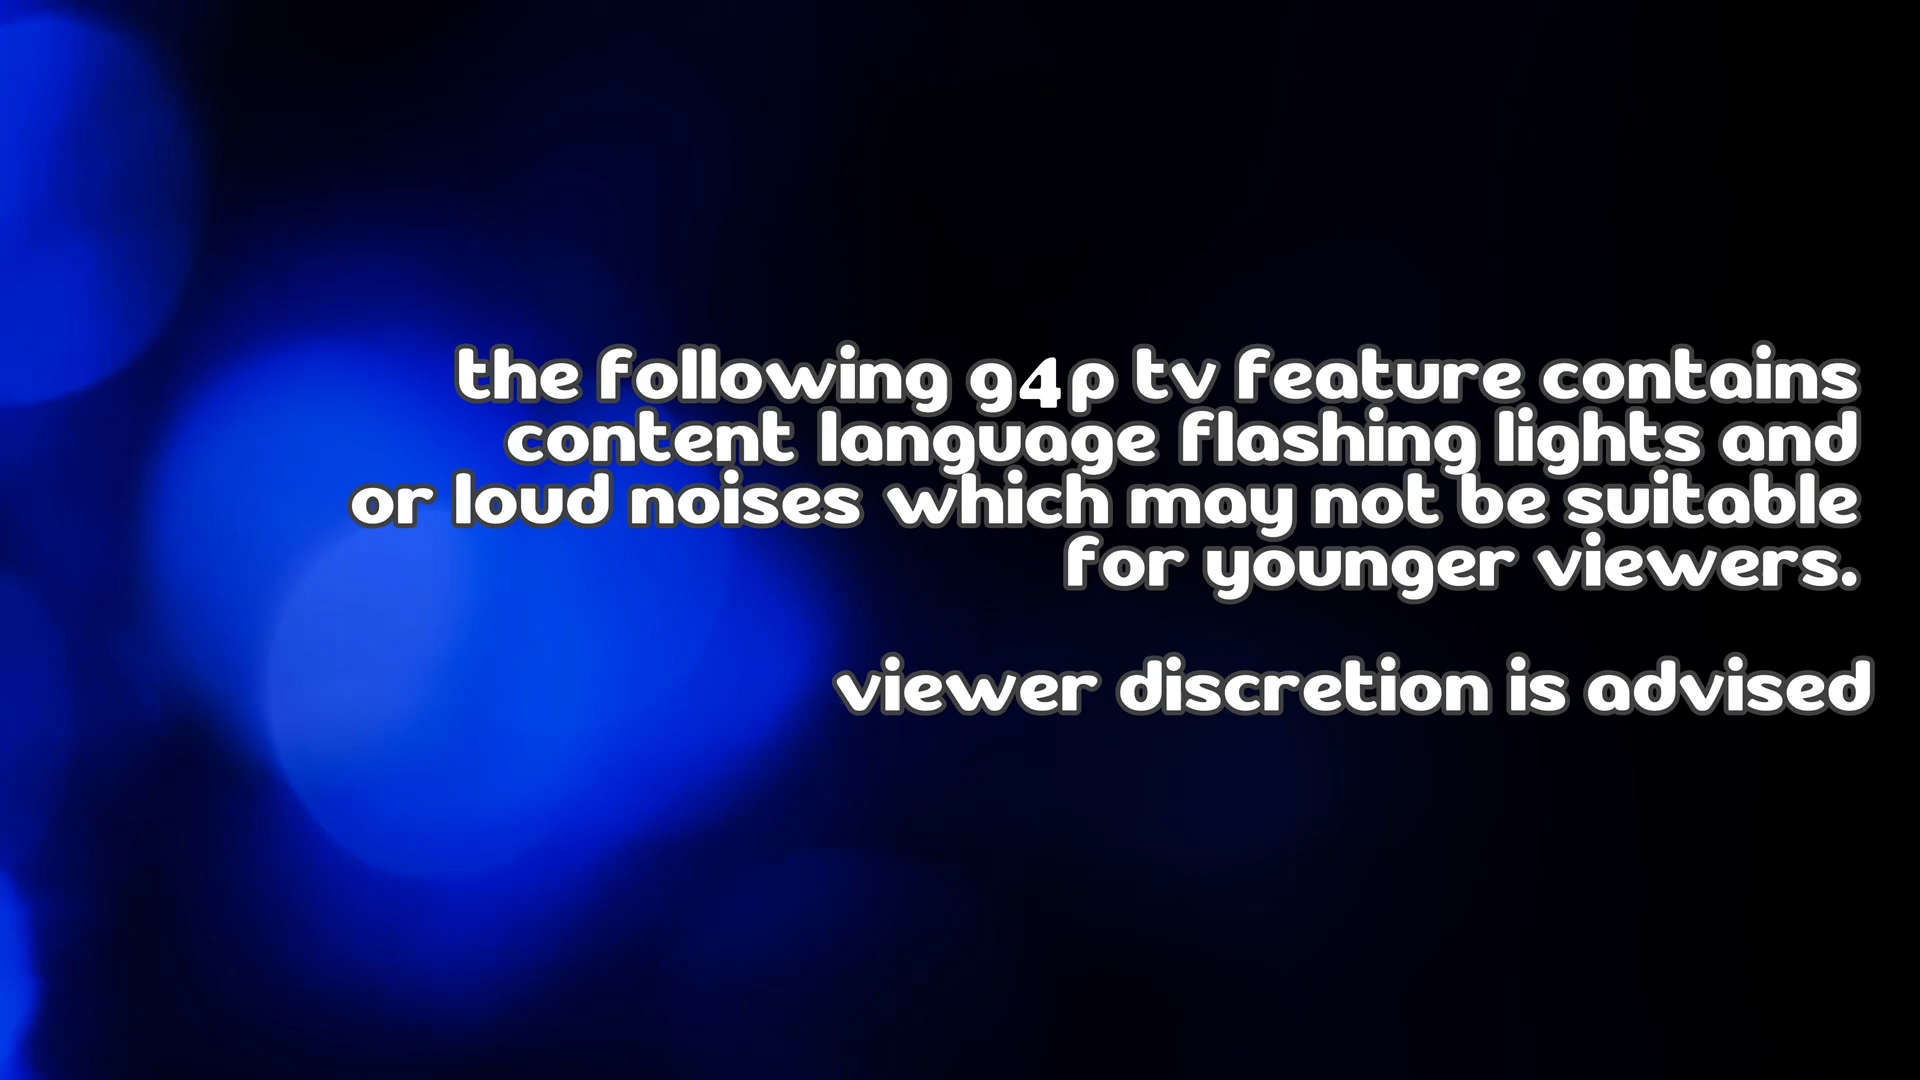 the following g4p tv feature contains
content language flashing lights and
or loud noises which may not be suitable
for younger viewers.
viewer discretion is advised